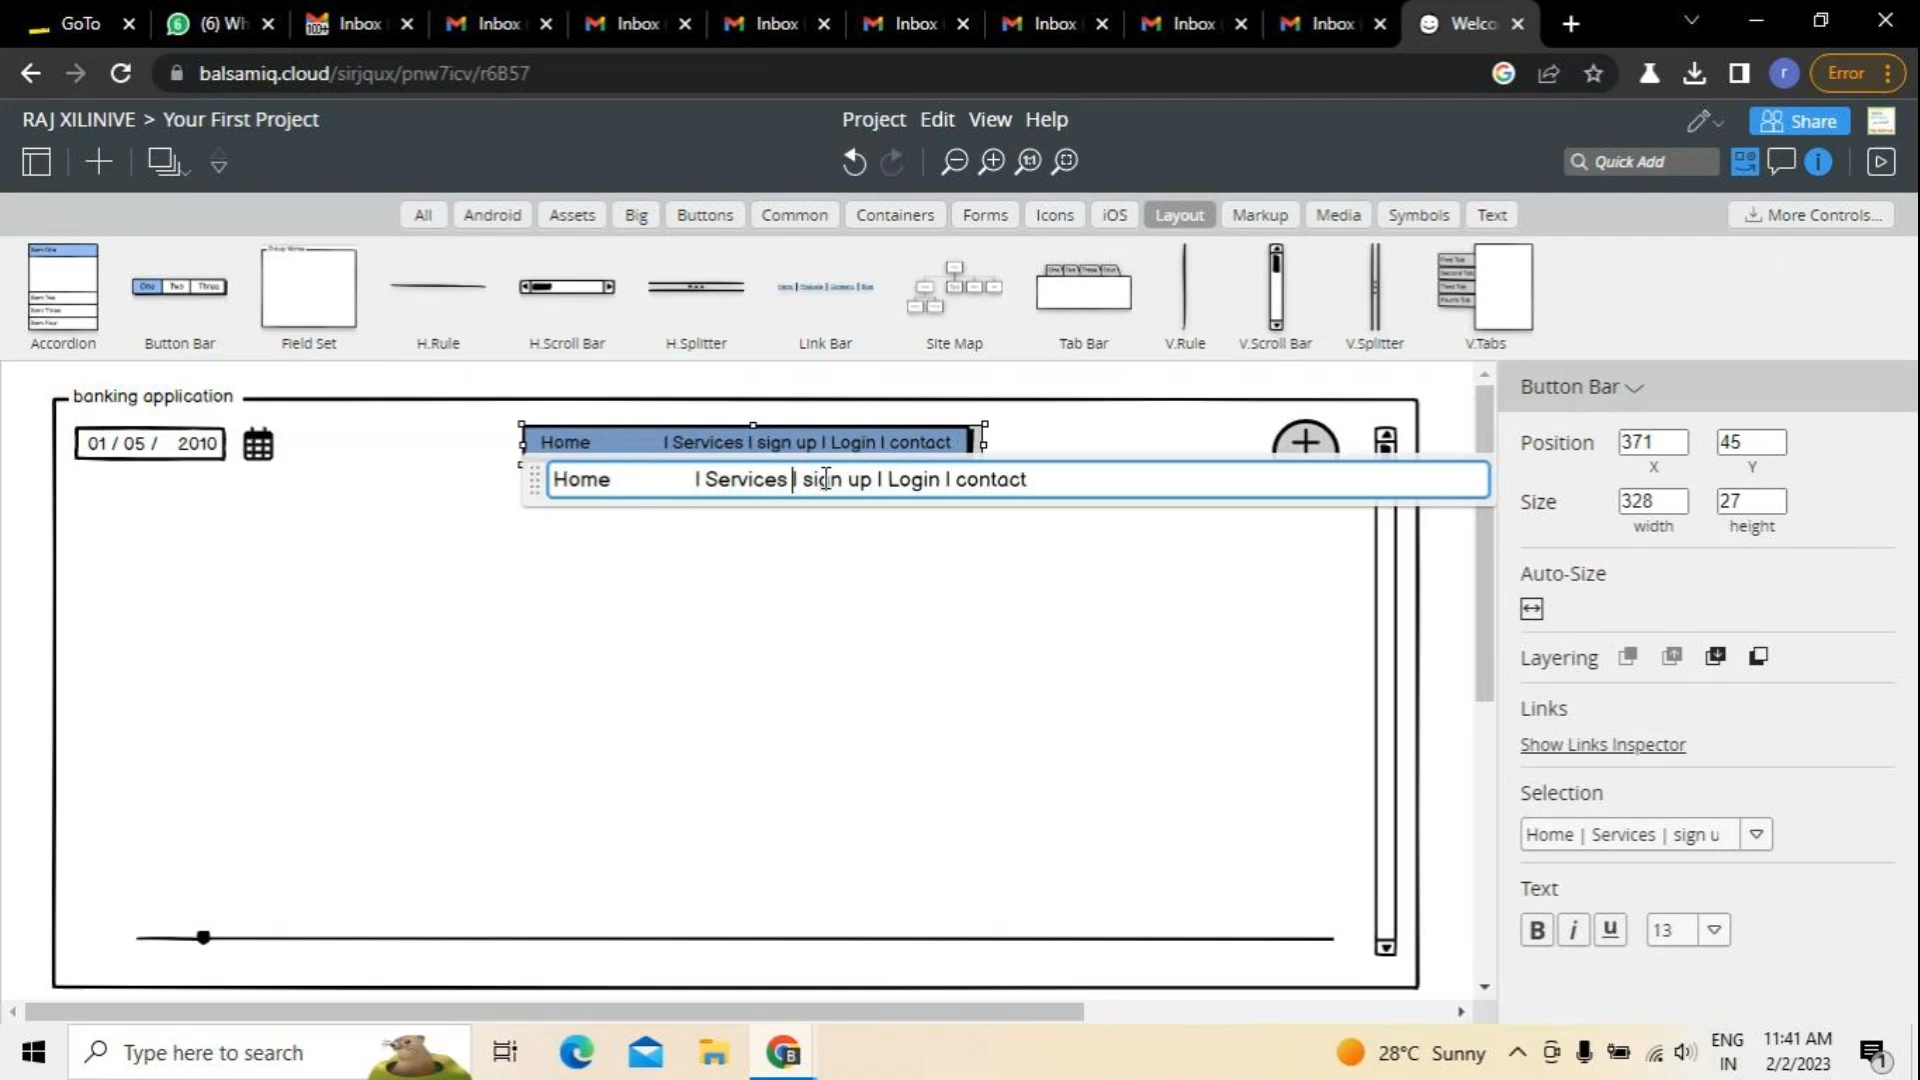 GoTo
(6) Wh
Inbox
Inbox
Inbox
Inbox
Inbox
Inbox
Inbox
Inbox
Welco
balsamiq.cloud/sirjqux/pnw7icv/r6B57
r
Error
RAJ XILINIVE > Your First Project
Project Edit View Help
Share
1:1
Quick Add
All Android Assets Big Buttons Common Containers Forms Icons iOS Layout Markup Media Symbols Text
More Controls...
Accordion Button Bar Field Set H.Rule H.Scroll Bar H.Splitter Link Bar Site Map Tab Bar V.Rule V.Scroll Bar V.Splitter V.Tabs
banking application
01 / 05 / 2010
Home | Services | sign up | Login | contact
Home | Services | sign up | Login | contact
Button Bar
Position 371 45
X Y
Size 328 27
width height
Auto-Size
Layering
Links
Show Links Inspector
Selection
Home | Services | sign u
Text
B i U 13
Type here to search
28°C Sunny
ENG
IN
11:41 AM
2/2/2023
1